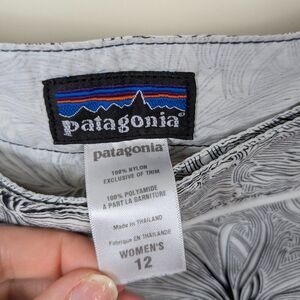 patagonia®
patagonia®
100% NYLON
EXCLUSIVE OF TRIM
100% POLYAMIDE
A PART LA GARNITURE
Made in THAILAND
Fabriqué EN THAÏLANDE
WOMEN'S
12